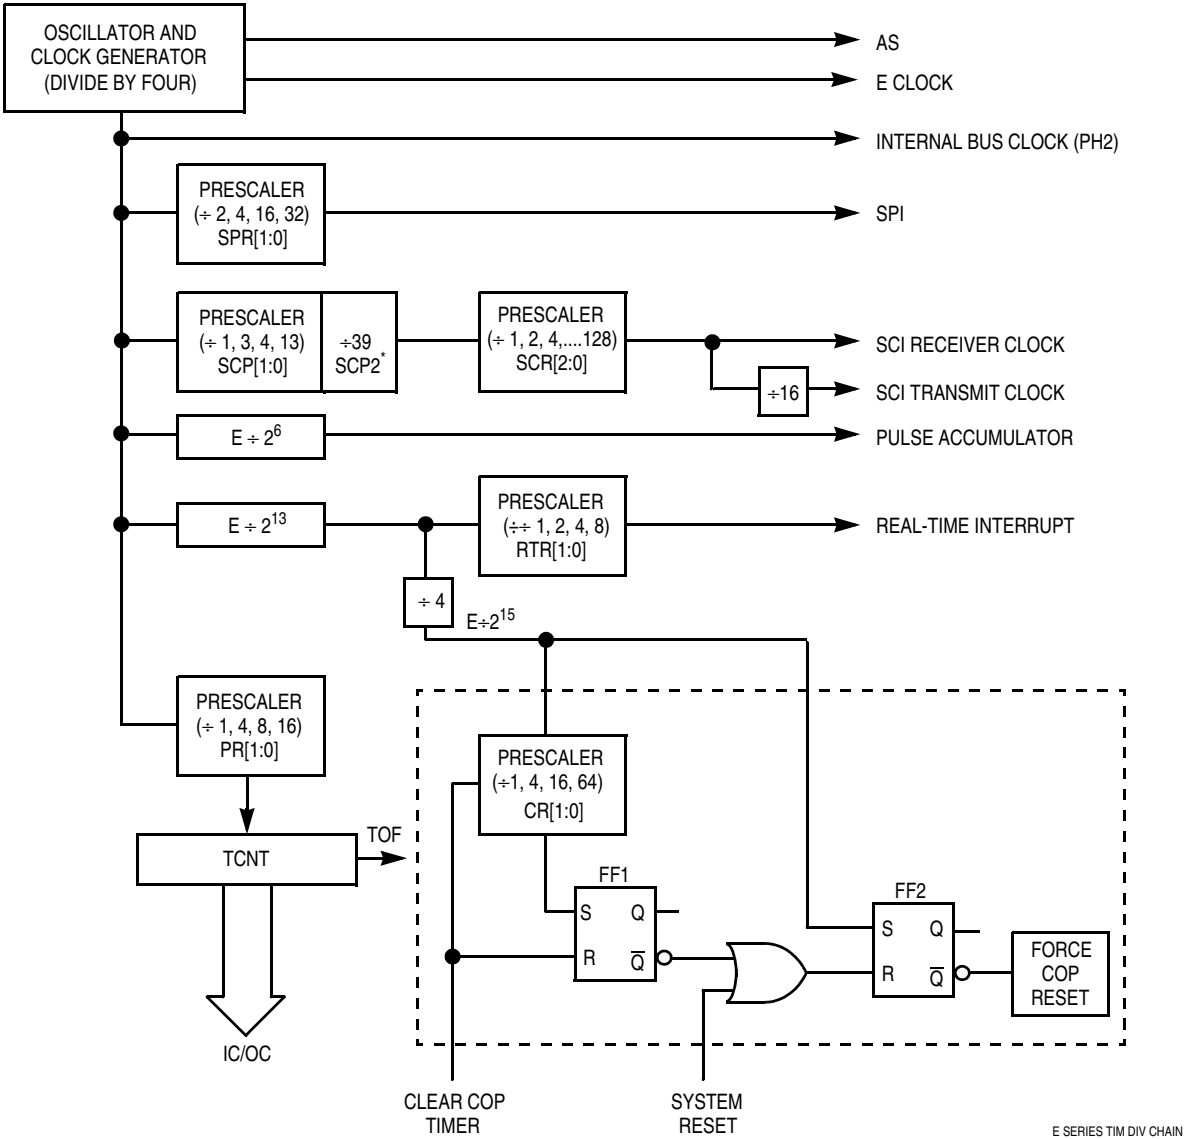 OSCILLATOR AND
CLOCK GENERATOR
(DIVIDE BY FOUR)
AS
E CLOCK
INTERNAL BUS CLOCK (PH2)
PRESCALER
(÷ 2, 4, 16, 32)
SPR[1:0]
SPI
PRESCALER
(÷ 1, 3, 4, 13)
SCP[1:0]
÷39
SCP2*
PRESCALER
(÷ 1, 2, 4,....128)
SCR[2:0]
SCI RECEIVER CLOCK
÷16
SCI TRANSMIT CLOCK
E ÷ 2⁶
PULSE ACCUMULATOR
E ÷ 2¹³
PRESCALER
(÷÷ 1, 2, 4, 8)
RTR[1:0]
REAL-TIME INTERRUPT
÷ 4
E÷2¹⁵
PRESCALER
(÷ 1, 4, 8, 16)
PR[1:0]
PRESCALER
(÷1, 4, 16, 64)
CR[1:0]
TCNT
TOF
FF1
S Q
R Q̅
FF2
S Q
R Q̅
FORCE
COP
RESET
IC/OC
CLEAR COP
TIMER
SYSTEM
RESET
E SERIES TIM DIV CHAIN